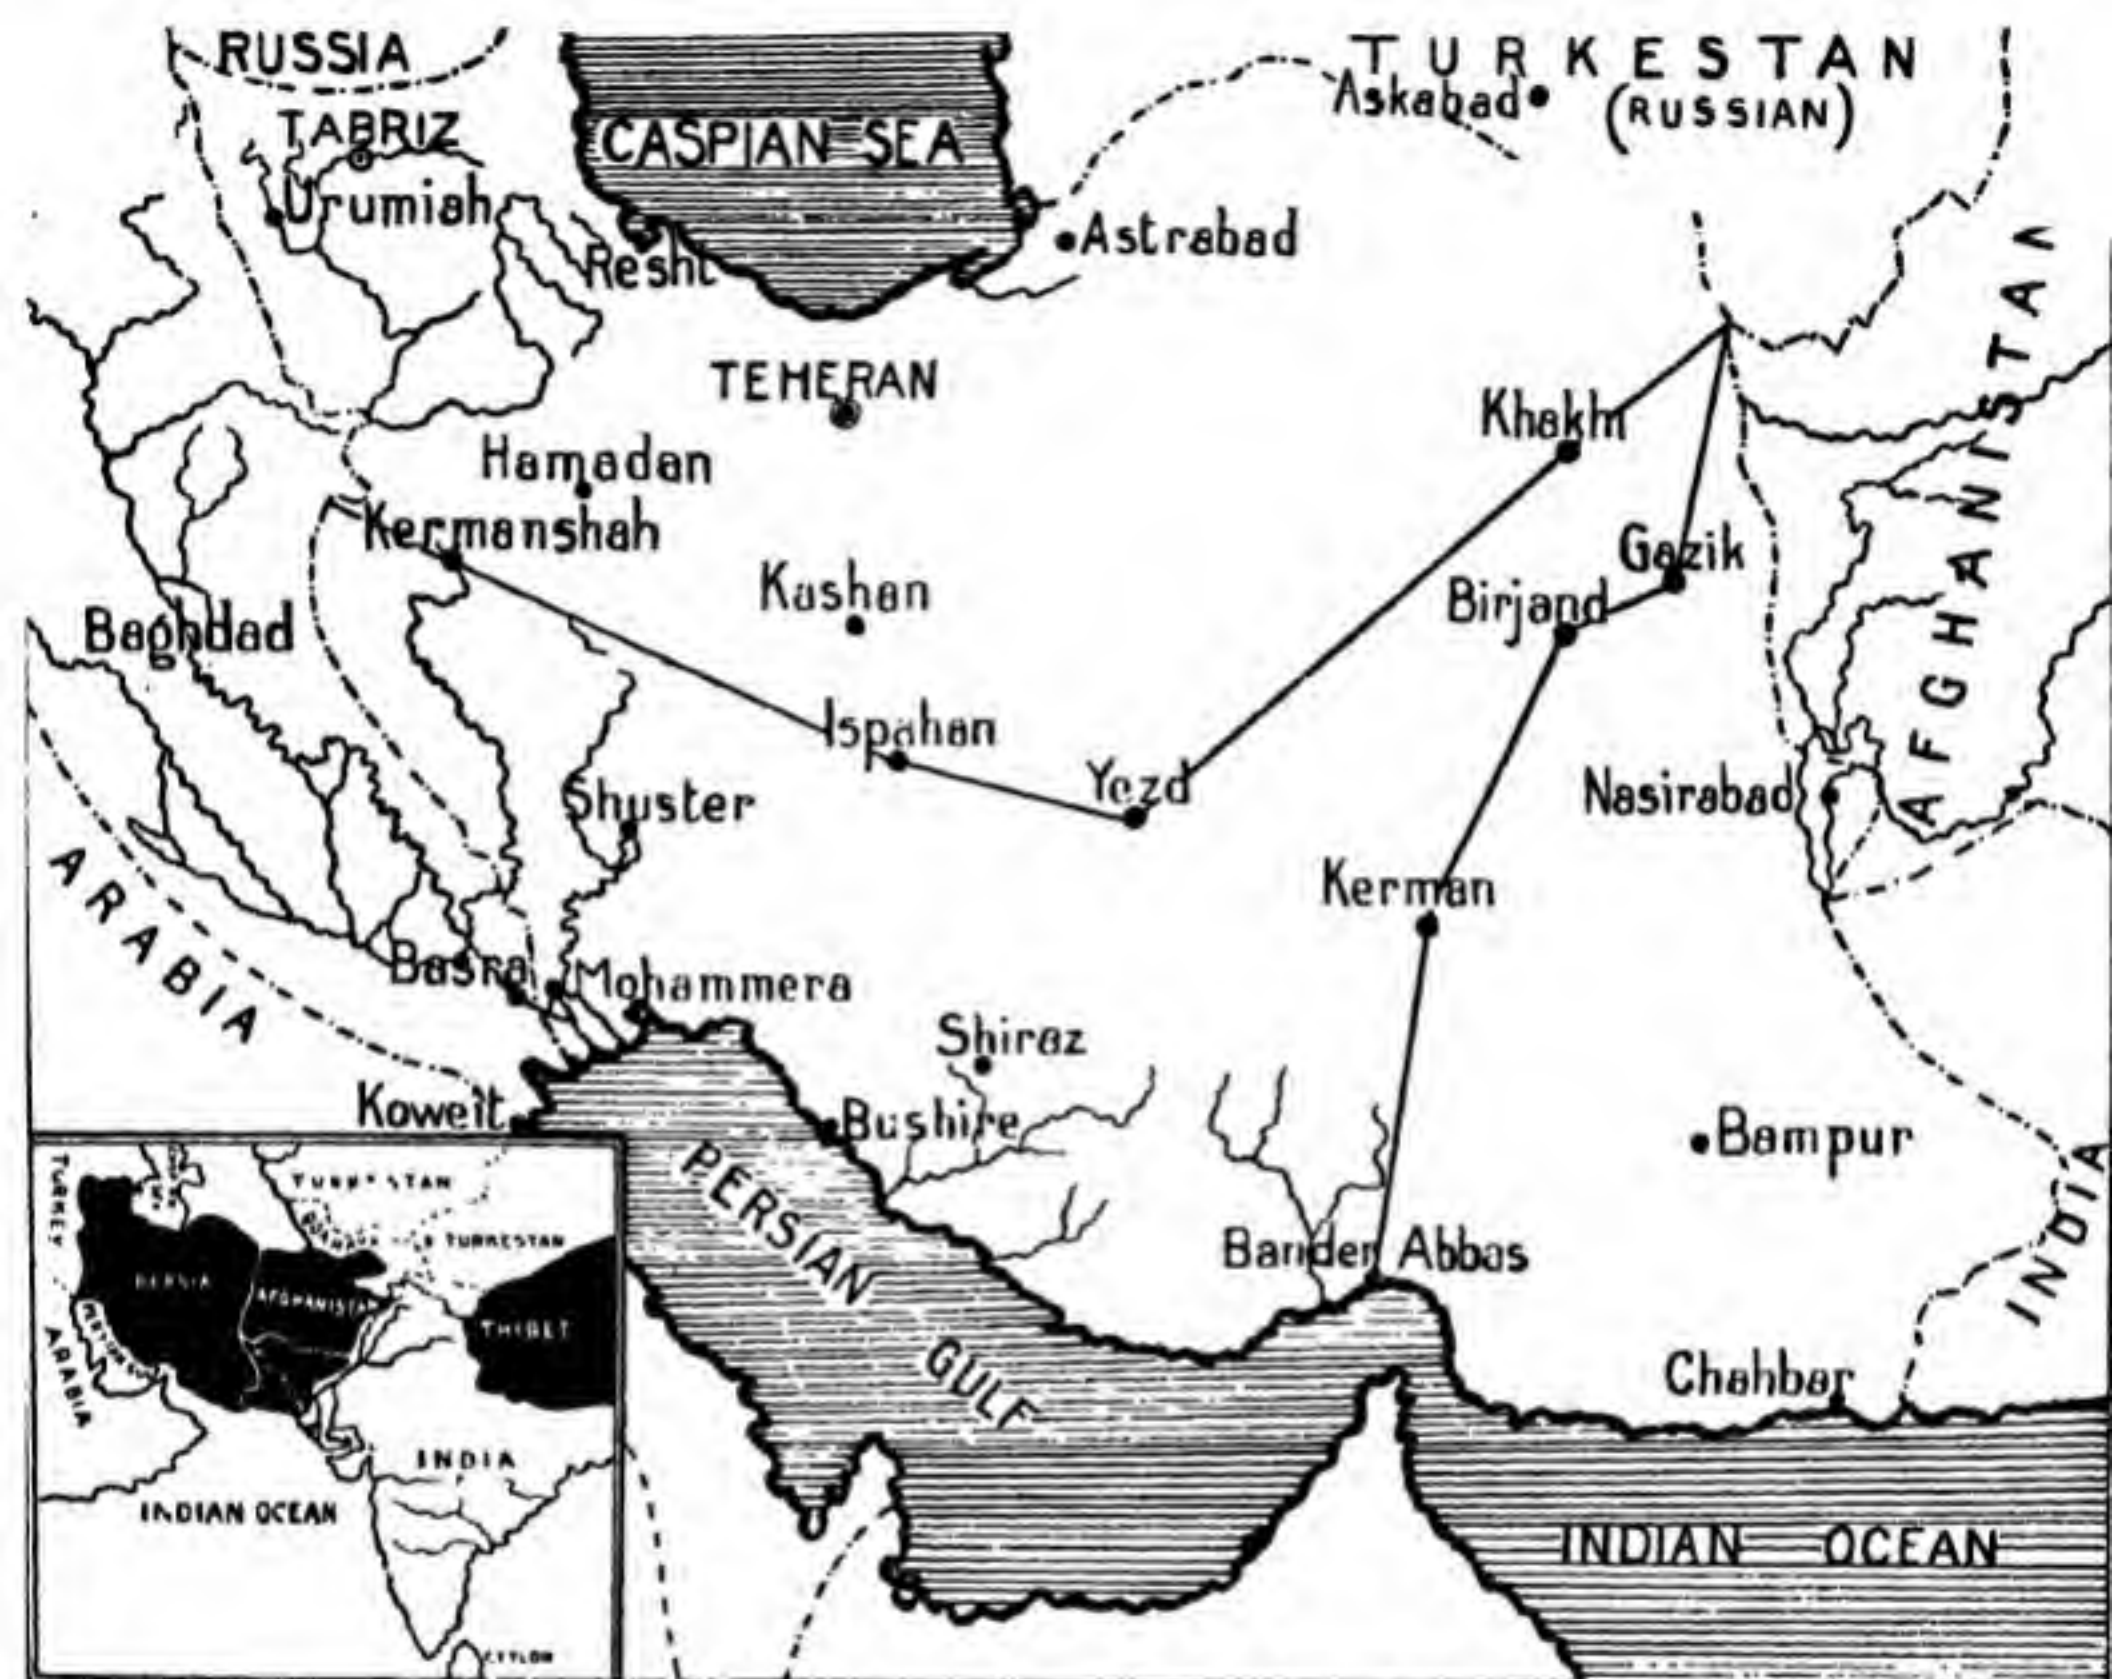 RUSSIA
TURKESTAN
(RUSSIAN)
Askabad
TABRIZ
CASPIAN SEA
Urumiah
Resht
Astrabad
TEHERAN
Khakh
Hamadan
Kermanshah
Gazik
Kashan
Birjand
AFGHANISTAN
Baghdad
Ispahan
Yezd
Shuster
Nasirabad
Kerman
ARABIA
Basra
Mohammera
Shiraz
Koweit
Bushire
Bampur
PERSIAN GULF
Bander Abbas
INDIA
Chahbar
INDIAN OCEAN
TURKEY
TURKESTAN
TURKESTAN
PERSIA
AFGHANISTAN
THIBET
ARABIA
INDIA
INDIAN OCEAN
CEYLON